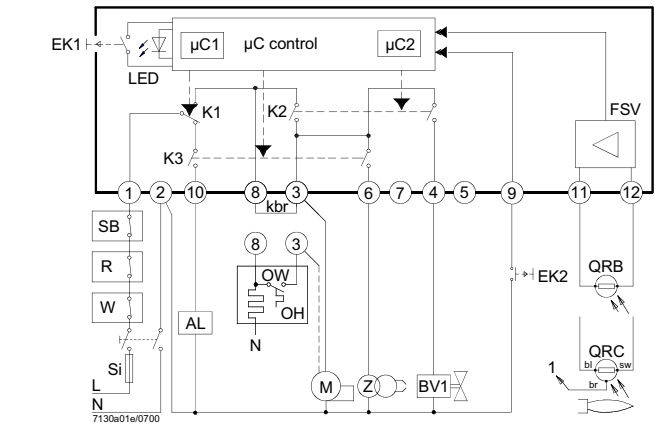 EK1
LED
µC1
µC control
µC2
FSV
K1
K2
K3
1 2 10 8 3 6 7 4 5 9 11 12
kbr
SB
R
W
Si
L
N
7130a01e/0700
AL
8 3
OW
OH
N
M
Z
BV1
EK2
QRB
QRC
bl sw
br
1